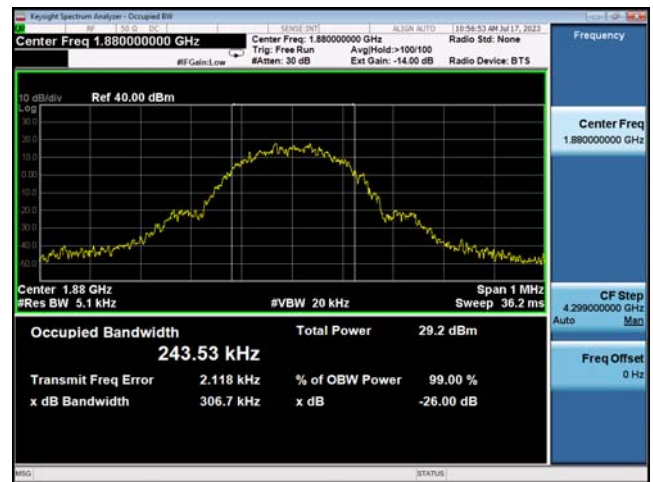 Keysight Spectrum Analyzer - Occupied BW
RF 50 Ω DC SENSE:INT ALIGN AUTO 10:56:53 AM Jul 17, 2023
Center Freq 1.880000000 GHz Center Freq: 1.880000000 GHz Radio Std: None Frequency
Trig: Free Run Avg|Hold:>100/100
#IFGain:Low #Atten: 30 dB Ext Gain: -14.00 dB Radio Device: BTS
10 dB/div Ref 40.00 dBm
Log
30.0
20.0
10.0
0.00
-10.0
-20.0
-30.0
-40.0
-50.0
Center Freq
1.880000000 GHz
Center 1.88 GHz Span 1 MHz
#Res BW 5.1 kHz #VBW 20 kHz Sweep 36.2 ms
CF Step
4.299000000 GHz
Auto Man
Occupied Bandwidth Total Power 29.2 dBm
243.53 kHz
Freq Offset
0 Hz
Transmit Freq Error 2.118 kHz % of OBW Power 99.00 %
x dB Bandwidth 306.7 kHz x dB -26.00 dB
MSG STATUS